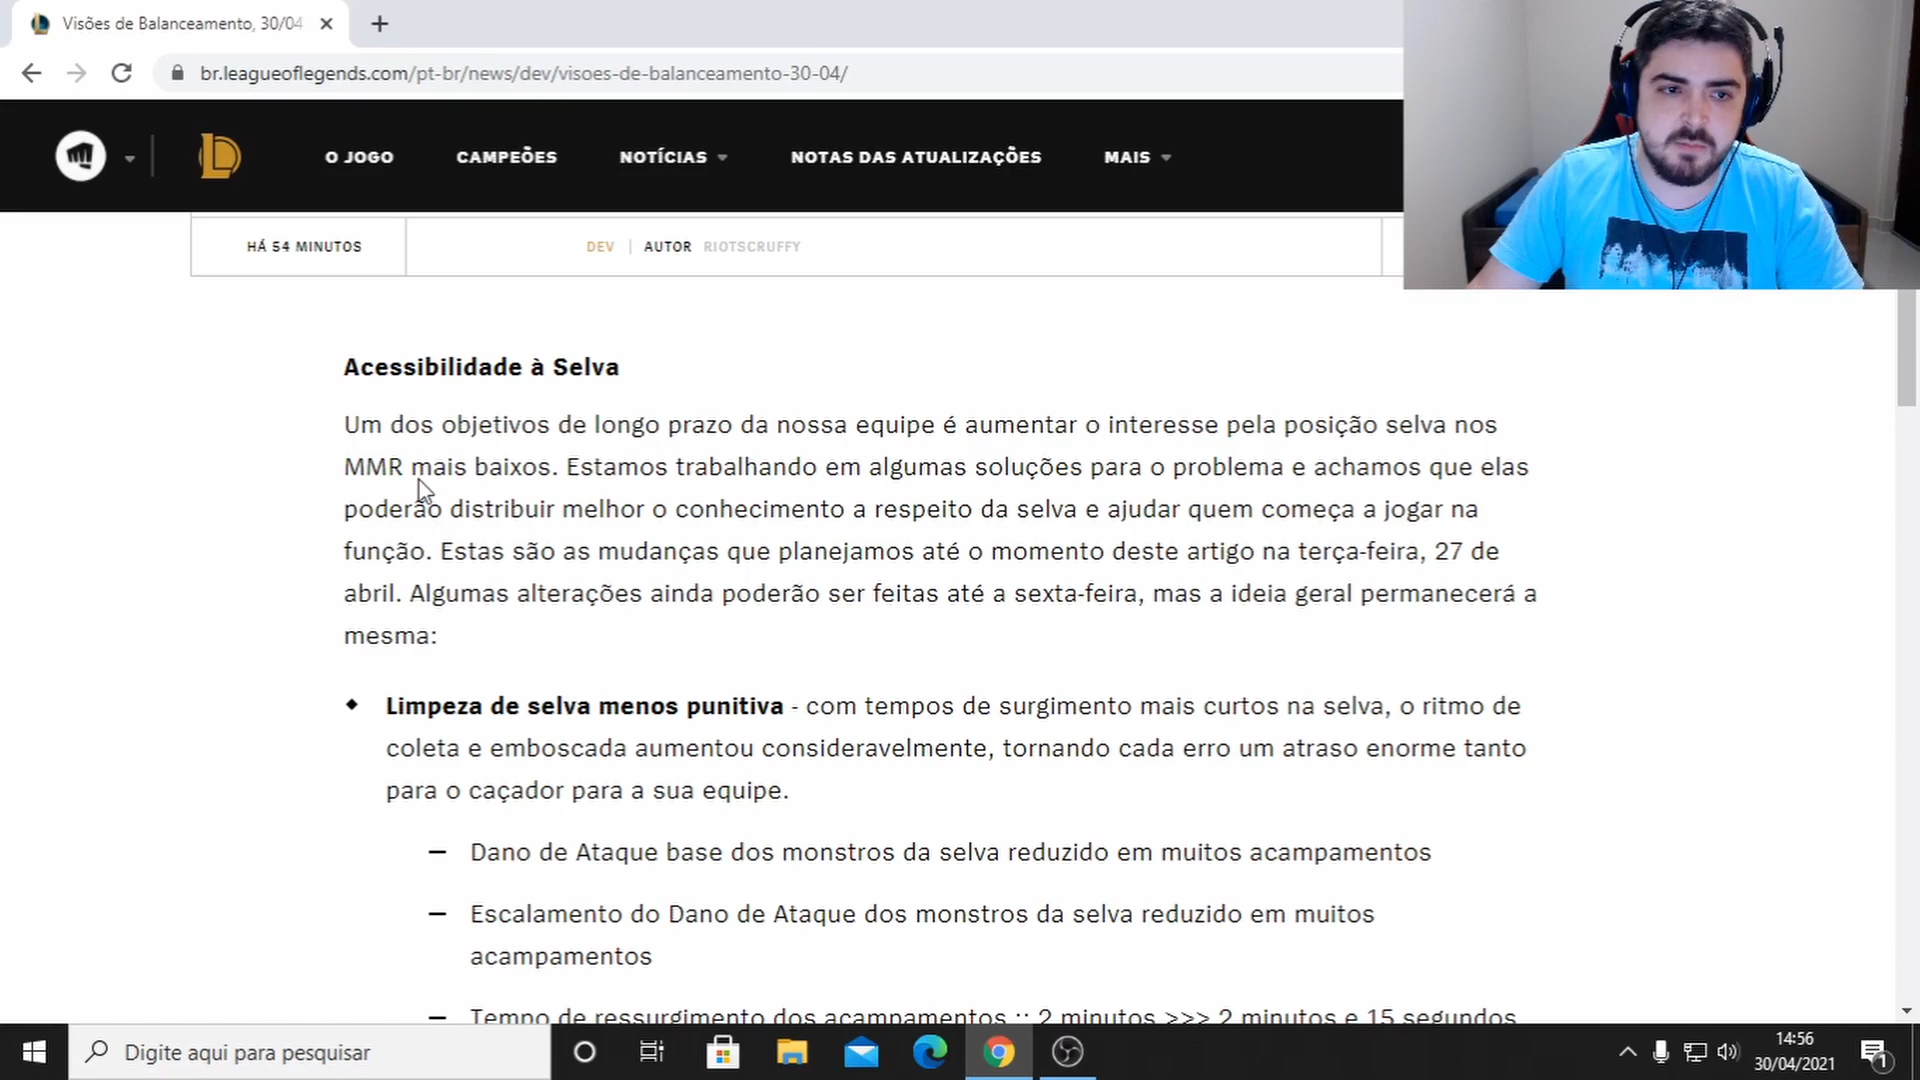 Visões de Balanceamento, 30/04
br.leagueoflegends.com/pt-br/news/dev/visoes-de-balanceamento-30-04/
O JOGO CAMPEÕES NOTÍCIAS NOTAS DAS ATUALIZAÇÕES MAIS
HÁ 54 MINUTOS DEV | AUTOR RIOTSCRUFFY
Acessibilidade à Selva
Um dos objetivos de longo prazo da nossa equipe é aumentar o interesse pela posição selva nos
MMR mais baixos. Estamos trabalhando em algumas soluções para o problema e achamos que elas
poderão distribuir melhor o conhecimento a respeito da selva e ajudar quem começa a jogar na
função. Estas são as mudanças que planejamos até o momento deste artigo na terça-feira, 27 de
abril. Algumas alterações ainda poderão ser feitas até a sexta-feira, mas a ideia geral permanecerá a
mesma:
Limpeza de selva menos punitiva - com tempos de surgimento mais curtos na selva, o ritmo de
coleta e emboscada aumentou consideravelmente, tornando cada erro um atraso enorme tanto
para o caçador para a sua equipe.
— Dano de Ataque base dos monstros da selva reduzido em muitos acampamentos
— Escalamento do Dano de Ataque dos monstros da selva reduzido em muitos
acampamentos
— Tempo de ressurgimento dos acampamentos :: 2 minutos >>> 2 minutos e 15 segundos
Digite aqui para pesquisar
14:56
30/04/2021
1